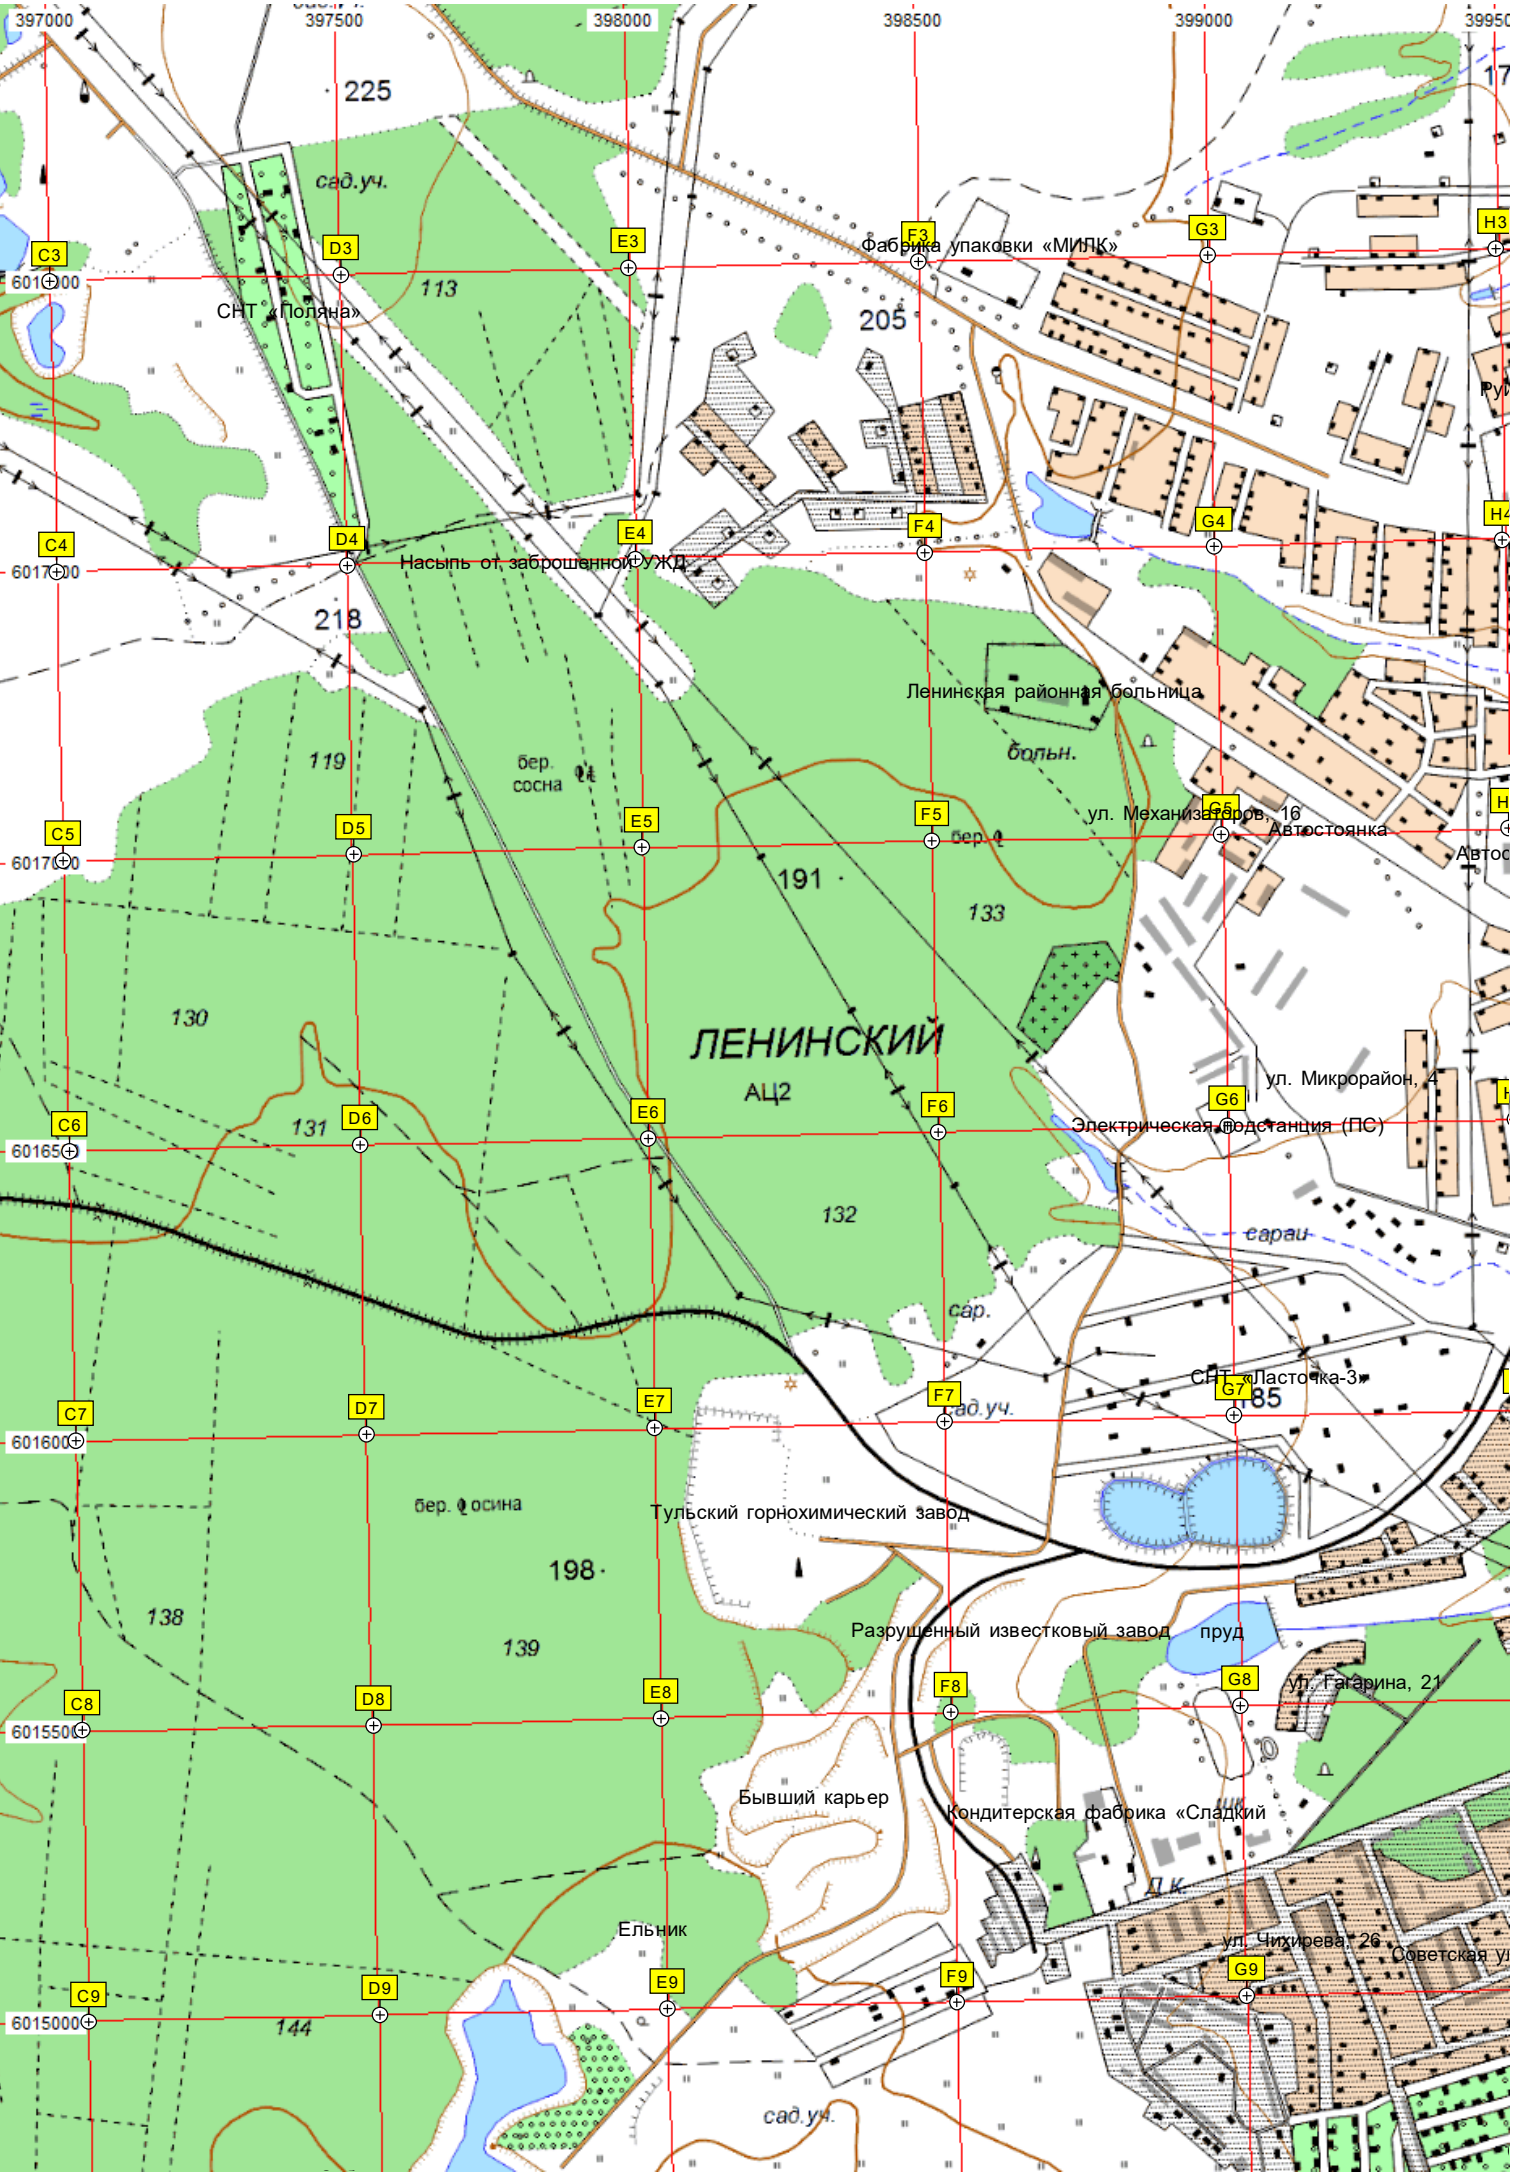 397000 397500 398000 398500 399000
225
сад.уч.
C3 D3 E3 F3 G3 H3
Фабрика упаковки «МИЛК»
113
СНТ «Поляна»
205
C4 D4 E4 F4 G4
Насыпь от заброшенной УЖД
218
Ленинская районная больница
больн.
119
бер.
сосна
C5 D5 E5 F5 G5
ул. Механизаторов, 16
Автостоянка
бер.
6017000
191
133
130
ЛЕНИНСКИЙ
АЦ2
ул. Микрорайон, 4
C6 D6 E6 F6 G6
131
Электрическая подстанция (ПС)
132
сараи
сар.
СНТ «Ласточка-3»
C7 D7 E7 F7 G7
185
сад.уч.
бер. осина
Тульский горнохимический завод
198
138
139
Разрушенный известковый завод
пруд
C8 D8 E8 F8 G8
ул. Гагарина, 21
6015500
Бывший карьер
Кондитерская фабрика «Сладкий
шк.
Д.К.
Ельник
ул. Чихирева, 26
Советская
C9 D9 E9 F9 G9
6015000
144
сад.уч.